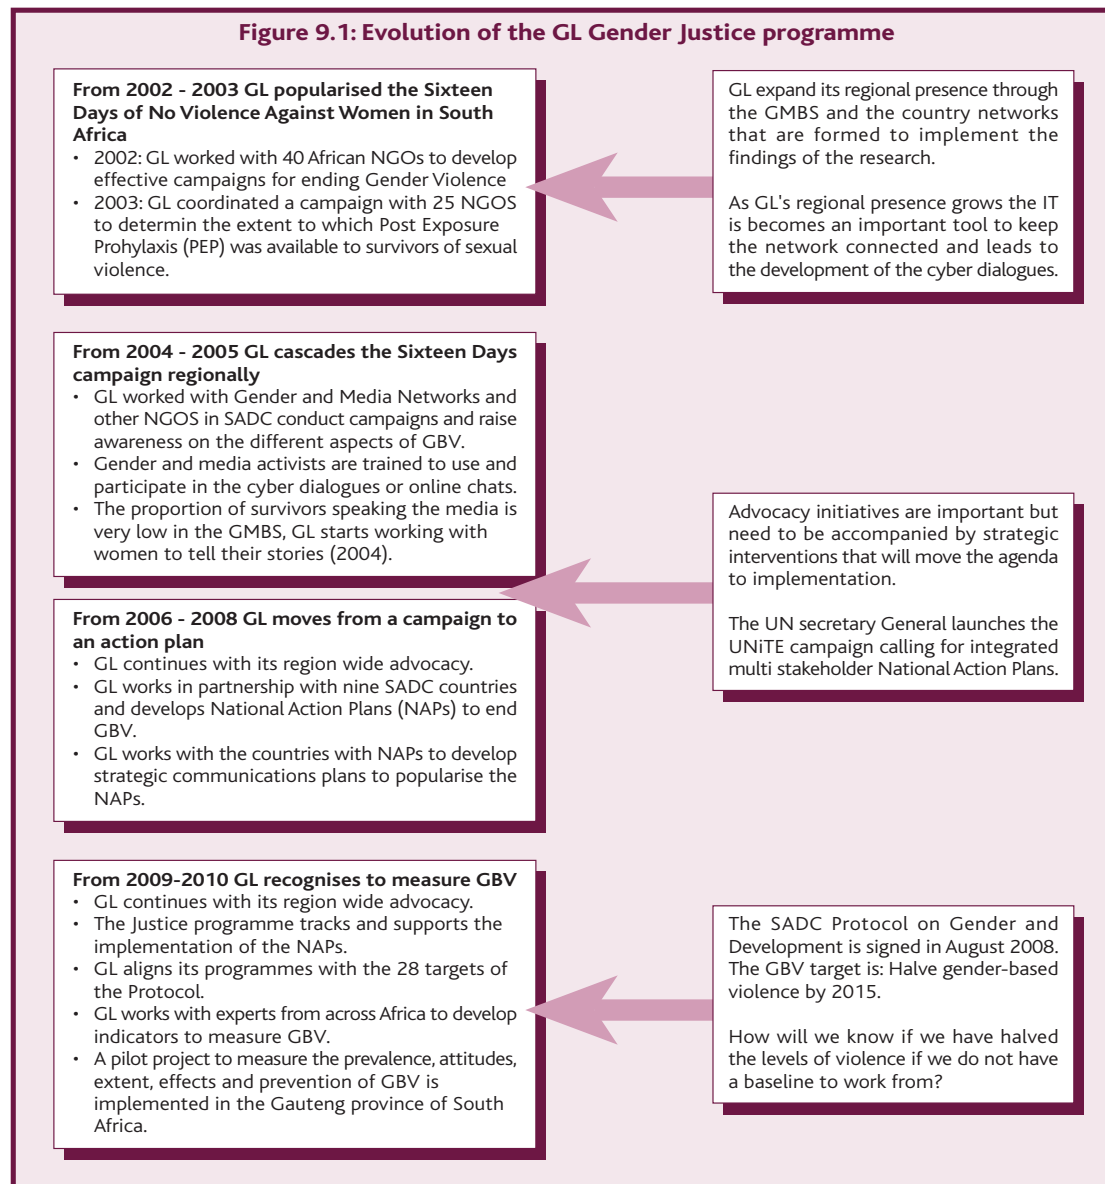 Figure 9.1: Evolution of the GL Gender Justice programme
From 2002 - 2003 GL popularised the Sixteen
Days of No Violence Against Women in South
Africa
• 2002: GL worked with 40 African NGOs to develop
effective campaigns for ending Gender Violence
• 2003: GL coordinated a campaign with 25 NGOS
to determin the extent to which Post Exposure
Prohylaxis (PEP) was available to survivors of sexual
violence.
GL expand its regional presence through
the GMBS and the country networks
that are formed to implement the
findings of the research.
As GL's regional presence grows the IT
is becomes an important tool to keep
the network connected and leads to
the development of the cyber dialogues.
From 2004 - 2005 GL cascades the Sixteen Days
campaign regionally
• GL worked with Gender and Media Networks and
other NGOS in SADC conduct campaigns and raise
awareness on the different aspects of GBV.
• Gender and media activists are trained to use and
participate in the cyber dialogues or online chats.
• The proportion of survivors speaking the media is
very low in the GMBS, GL starts working with
women to tell their stories (2004).
From 2006 - 2008 GL moves from a campaign to
an action plan
• GL continues with its region wide advocacy.
• GL works in partnership with nine SADC countries
and develops National Action Plans (NAPs) to end
GBV.
• GL works with the countries with NAPs to develop
strategic communications plans to popularise the
NAPs.
Advocacy initiatives are important but
need to be accompanied by strategic
interventions that will move the agenda
to implementation.
The UN secretary General launches the
UNiTE campaign calling for integrated
multi stakeholder National Action Plans.
From 2009-2010 GL recognises to measure GBV
• GL continues with its region wide advocacy.
• The Justice programme tracks and supports the
implementation of the NAPs.
• GL aligns its programmes with the 28 targets of
the Protocol.
• GL works with experts from across Africa to develop
indicators to measure GBV.
• A pilot project to measure the prevalence, attitudes,
extent, effects and prevention of GBV is
implemented in the Gauteng province of South
Africa.
The SADC Protocol on Gender and
Development is signed in August 2008.
The GBV target is: Halve gender-based
violence by 2015.
How will we know if we have halved
the levels of violence if we do not have
a baseline to work from?